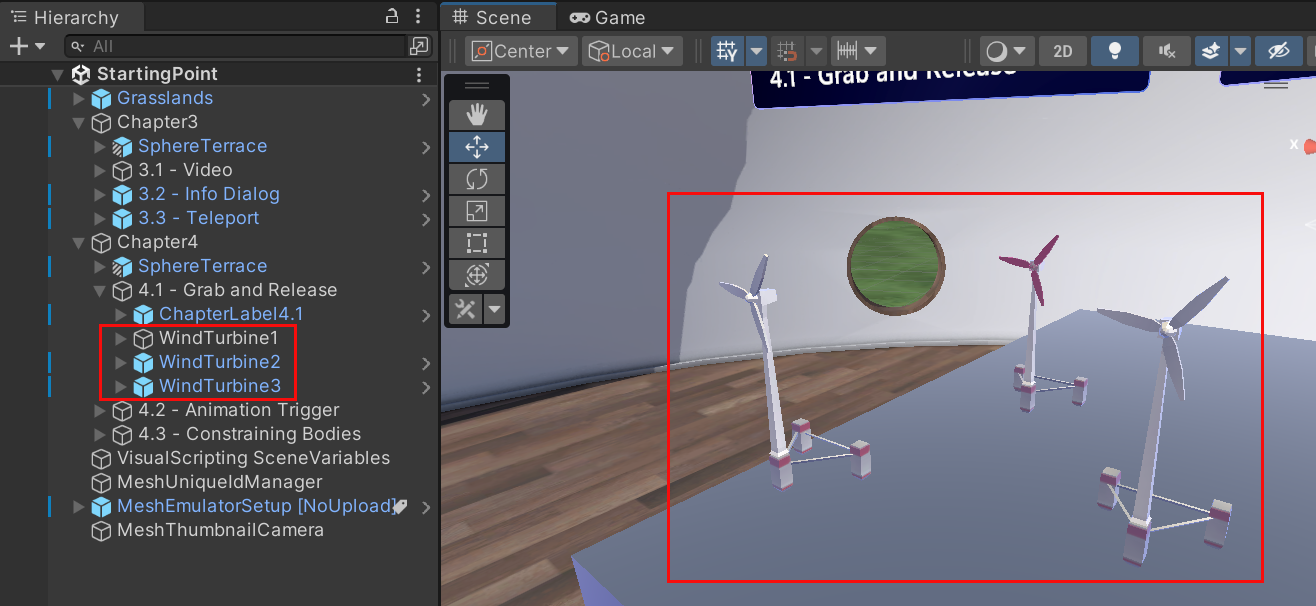 Hierarchy
All
StartingPoint
Grasslands
Chapter3
SphereTerrace
3.1 - Video
3.2 - Info Dialog
3.3 - Teleport
Chapter4
SphereTerrace
4.1 - Grab and Release
ChapterLabel4.1
WindTurbine1
WindTurbine2
WindTurbine3
4.2 - Animation Trigger
4.3 - Constraining Bodies
VisualScripting SceneVariables
MeshUniqueIdManager
MeshEmulatorSetup [NoUpload]
MeshThumbnailCamera
Scene
Game
Center
Local
2D
4.1 - Grab and Release
X